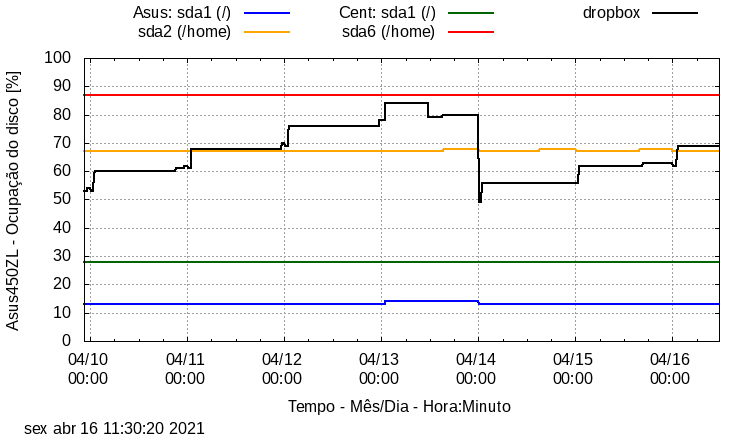 Asus: sda1 (/)
sda2 (/home)
Cent: sda1 (/)
sda6 (/home)
dropbox
Asus450ZL - Ocupação do disco [%]
100
90
80
70
60
50
40
30
20
10
0
04/10 04/11 04/12 04/13 04/14 04/15 04/16
00:00 00:00 00:00 00:00 00:00 00:00 00:00
Tempo - Mês/Dia - Hora:Minuto
sex abr 16 11:30:20 2021